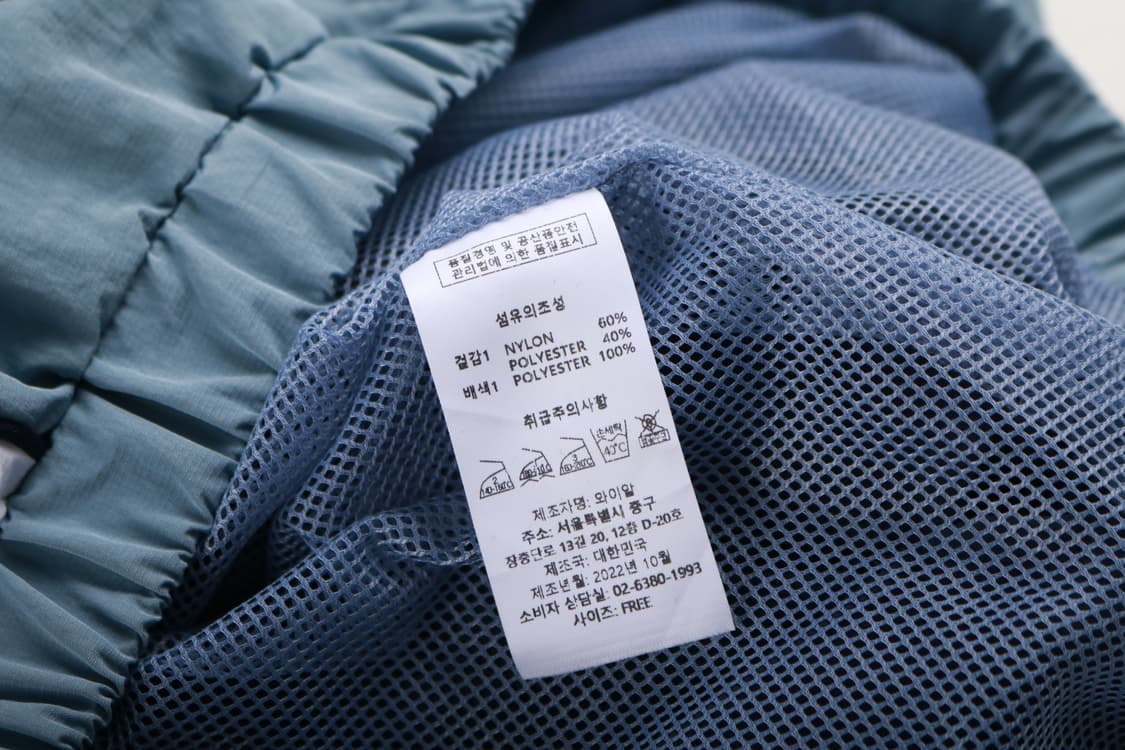 품질경영 및 공산품안전
관리법에 의한 품질표시
섬유의조성
겉감1 NYLON 60%
POLYESTER 40%
배색1 POLYESTER 100%
취급주의사항
손세탁
40℃
제조자명: 와이알
주소: 서울특별시 중구
장충단로 13길 20, 12층 D-20호
제조국: 대한민국
제조년월: 2022년 10월
소비자 상담실: 02-6380-1993
사이즈: FREE